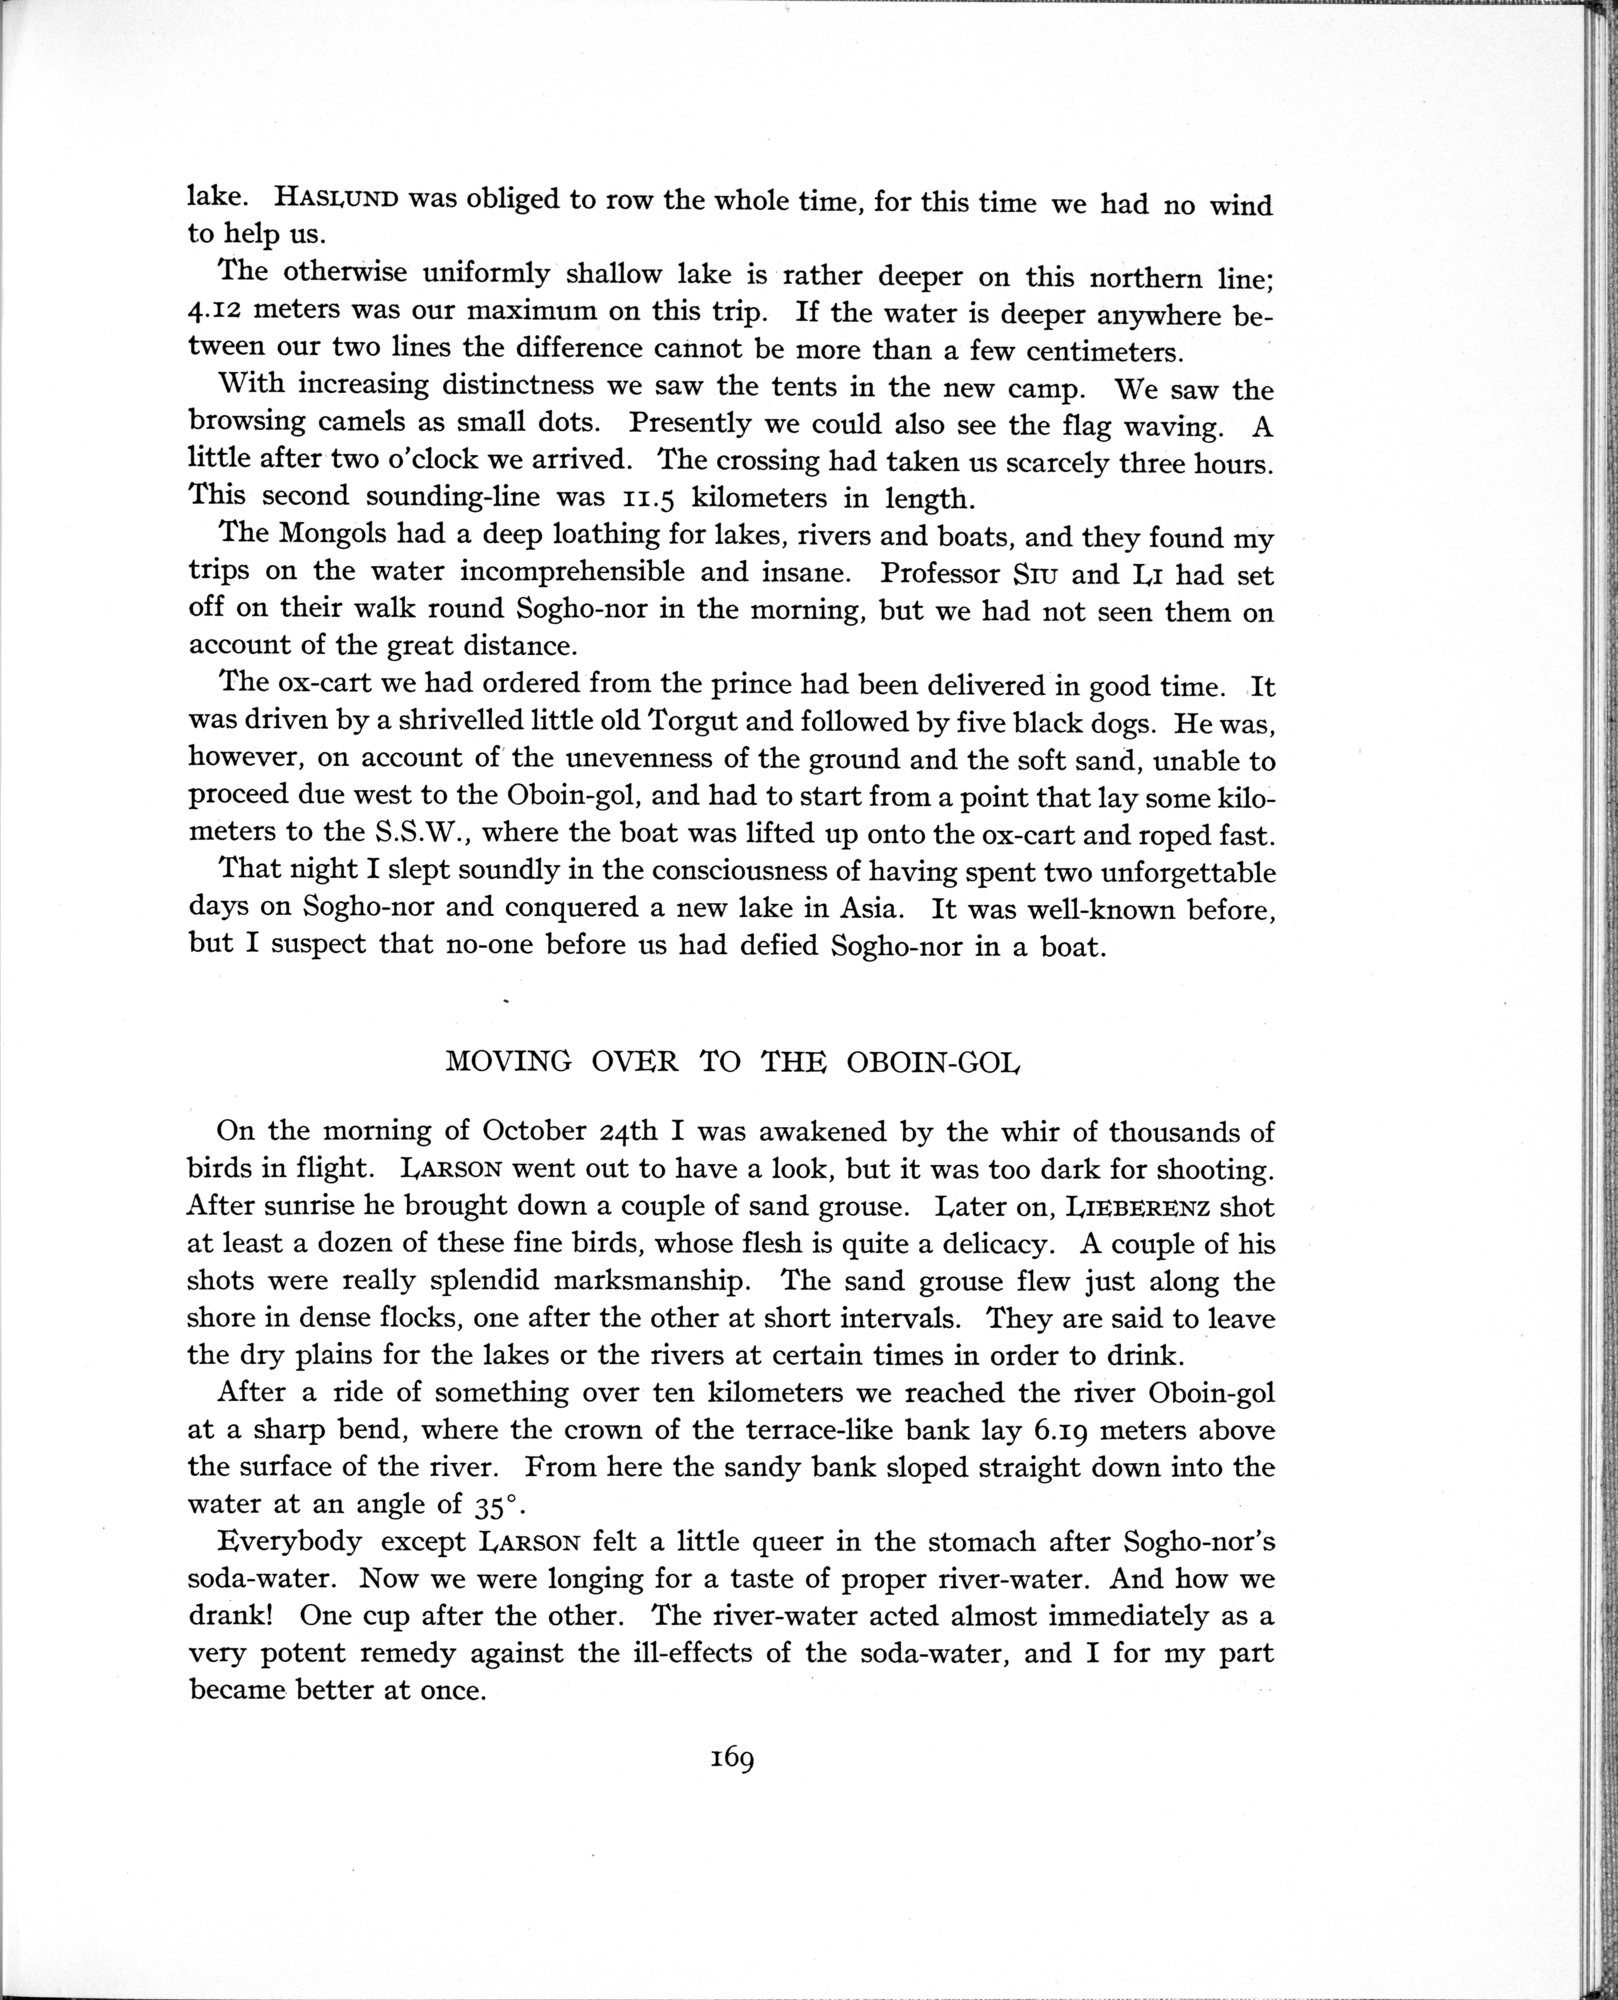 lake. HASLUND was obliged to row the whole time, for this time we had no wind
to help us.
The otherwise uniformly shallow lake is rather deeper on this northern line;
4.12 meters was our maximum on this trip. If the water is deeper anywhere be-
tween our two lines the difference cannot be more than a few centimeters.
With increasing distinctness we saw the tents in the new camp. We saw the
browsing camels as small dots. Presently we could also see the flag waving. A
little after two o'clock we arrived. The crossing had taken us scarcely three hours.
This second sounding-line was 11.5 kilometers in length.
The Mongols had a deep loathing for lakes, rivers and boats, and they found my
trips on the water incomprehensible and insane. Professor SIU and LI had set
off on their walk round Sogho-nor in the morning, but we had not seen them on
account of the great distance.
The ox-cart we had ordered from the prince had been delivered in good time. It
was driven by a shrivelled little old Torgut and followed by five black dogs. He was,
however, on account of the unevenness of the ground and the soft sand, unable to
proceed due west to the Oboin-gol, and had to start from a point that lay some kilo-
meters to the S.S.W., where the boat was lifted up onto the ox-cart and roped fast.
That night I slept soundly in the consciousness of having spent two unforgettable
days on Sogho-nor and conquered a new lake in Asia. It was well-known before,
but I suspect that no-one before us had defied Sogho-nor in a boat.
MOVING OVER TO THE OBOIN-GOL
On the morning of October 24th I was awakened by the whir of thousands of
birds in flight. LARSON went out to have a look, but it was too dark for shooting.
After sunrise he brought down a couple of sand grouse. Later on, LIEBERENZ shot
at least a dozen of these fine birds, whose flesh is quite a delicacy. A couple of his
shots were really splendid marksmanship. The sand grouse flew just along the
shore in dense flocks, one after the other at short intervals. They are said to leave
the dry plains for the lakes or the rivers at certain times in order to drink.
After a ride of something over ten kilometers we reached the river Oboin-gol
at a sharp bend, where the crown of the terrace-like bank lay 6.19 meters above
the surface of the river. From here the sandy bank sloped straight down into the
water at an angle of 35°.
Everybody except LARSON felt a little queer in the stomach after Sogho-nor's
soda-water. Now we were longing for a taste of proper river-water. And how we
drank! One cup after the other. The river-water acted almost immediately as a
very potent remedy against the ill-effects of the soda-water, and I for my part
became better at once.
169